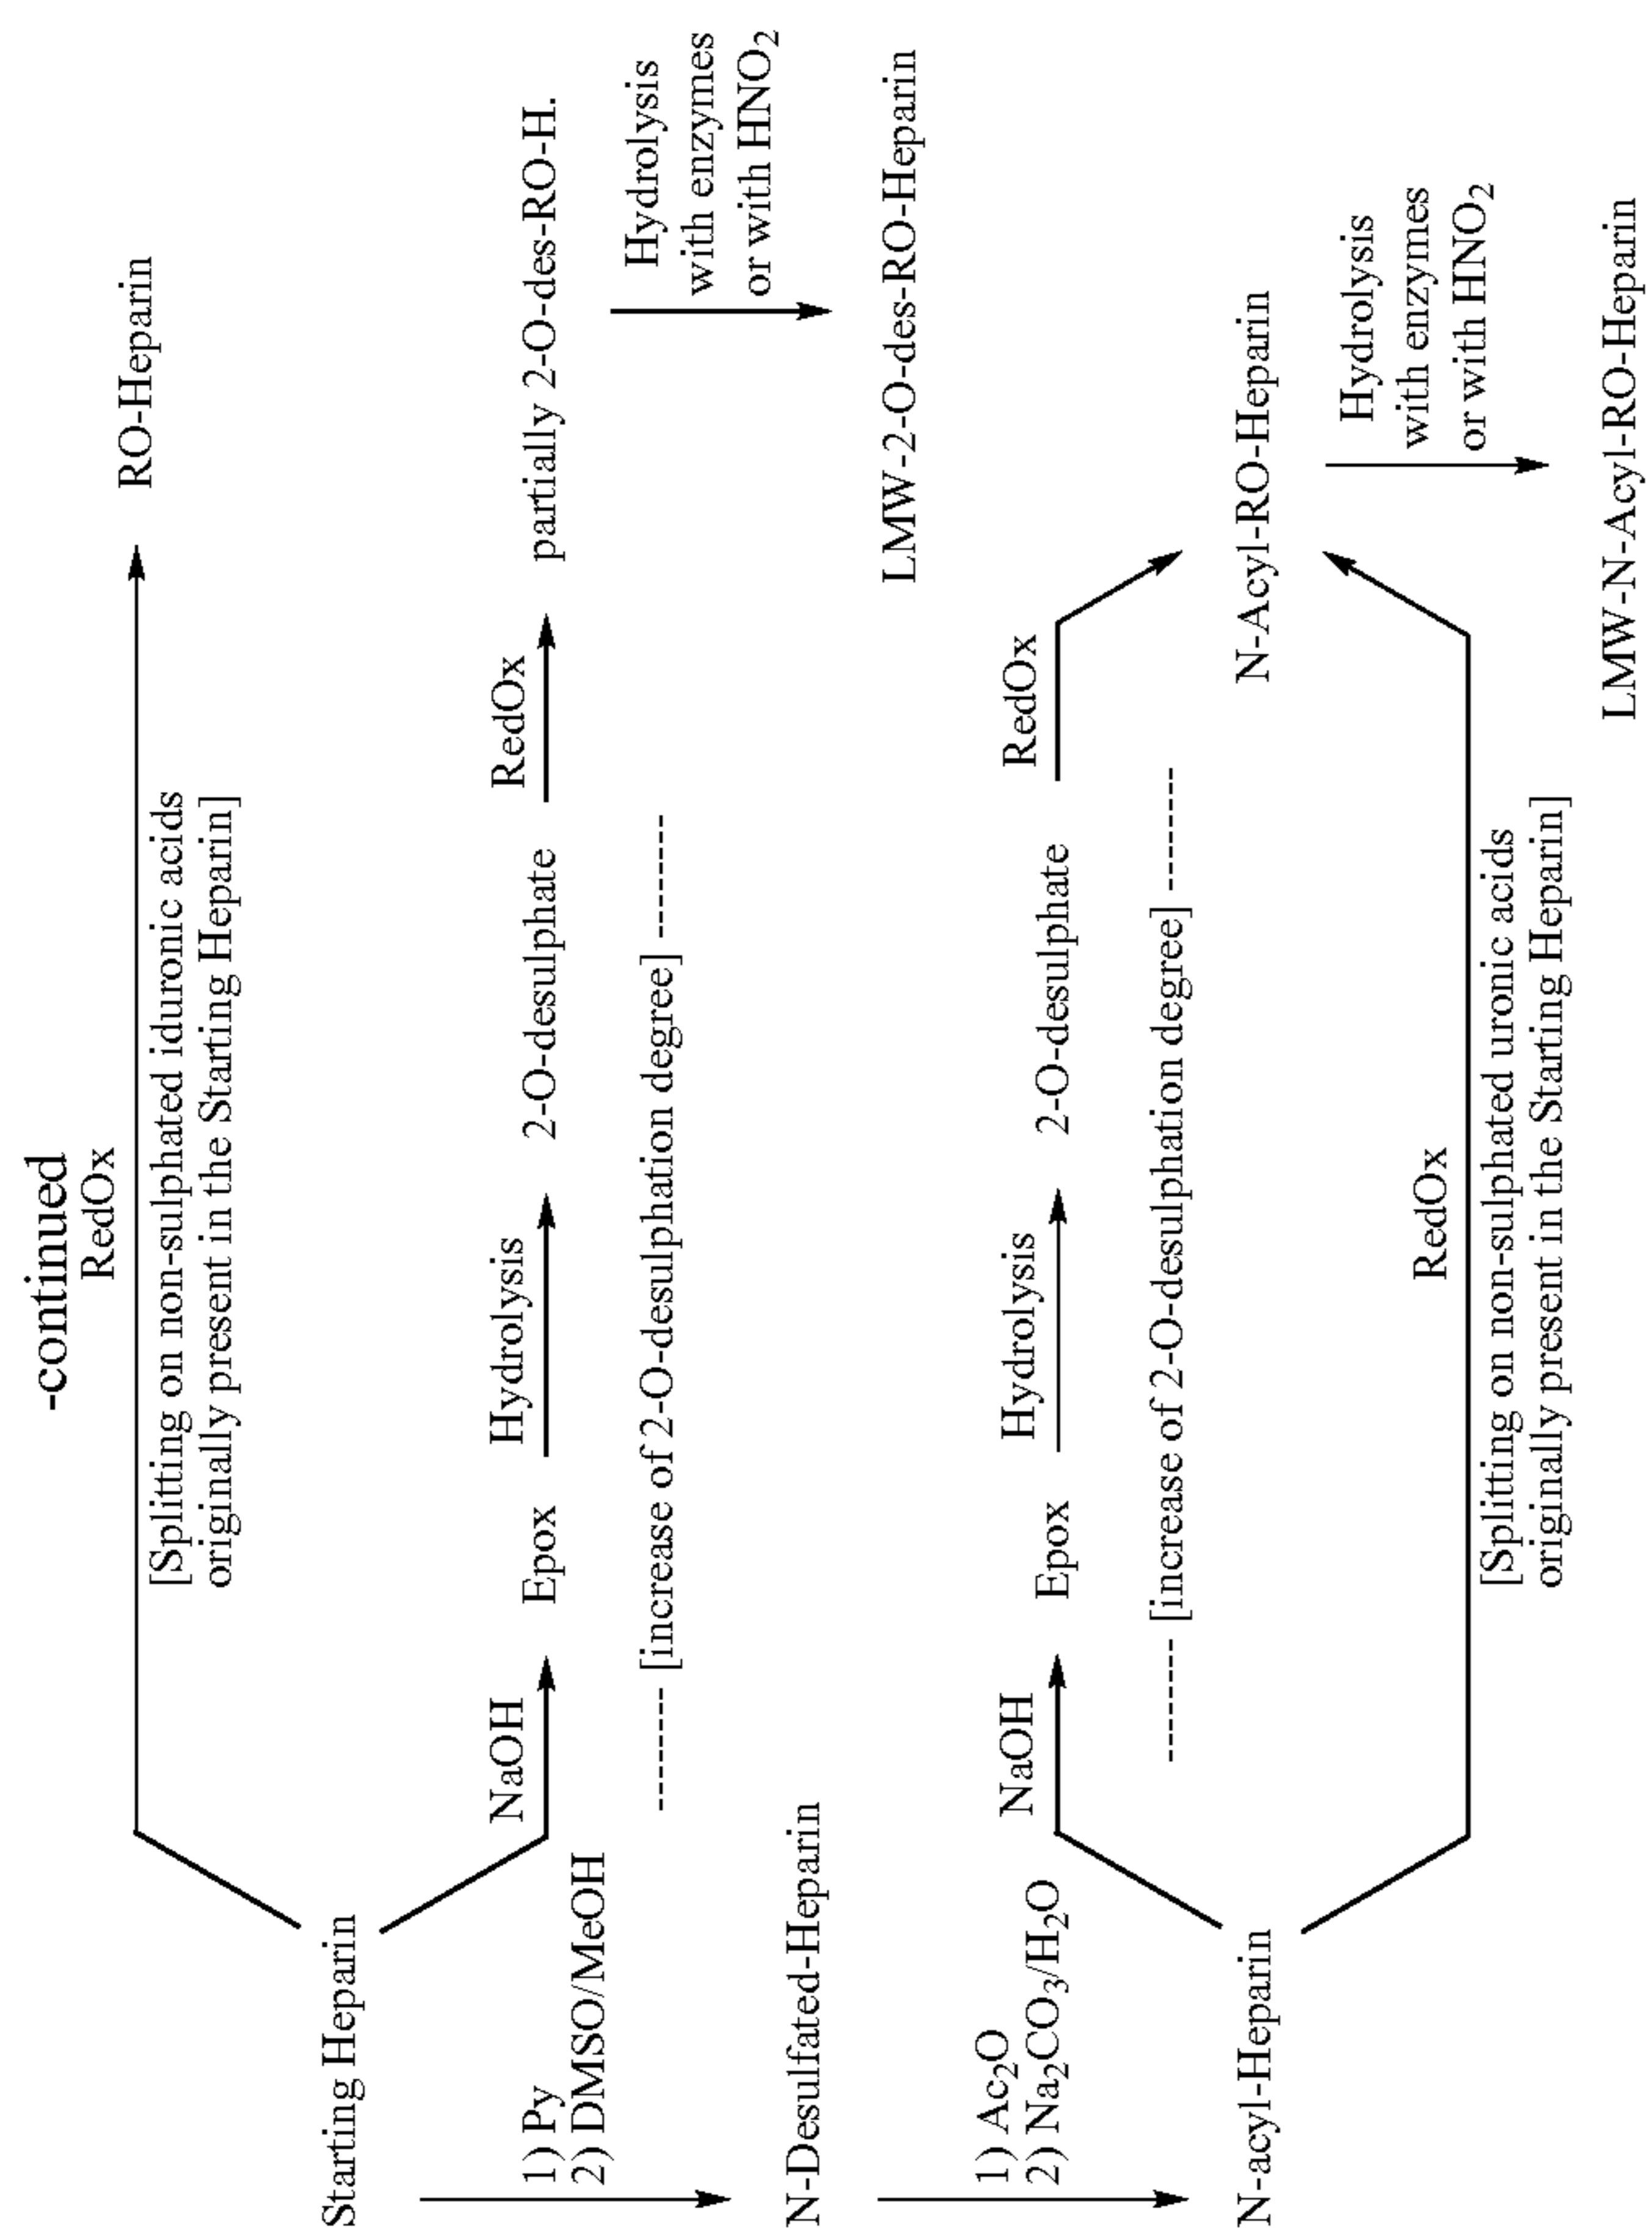 -continued
RedOx
RO-Heparin
[Splitting on non-sulphated iduronic acids
originally present in the Starting Heparin]
Starting Heparin
NaOH
Epox
Hydrolysis
2-O-desulphate
RedOx
partially 2-O-des-RO-H.
1) Py
2) DMSO/MeOH
-------- [increase of 2-O-desulphation degree] --------
Hydrolysis
with enzymes
or with HNO2
N-Desulfated-Heparin
LMW-2-O-des-RO-Heparin
1) Ac2O
2) Na2CO3/H2O
NaOH
Epox
Hydrolysis
2-O-desulphate
RedOx
-------- [increase of 2-O-desulphation degree] --------
N-acyl-Heparin
N-Acyl-RO-Heparin
Hydrolysis
with enzymes
or with HNO2
RedOx
[Splitting on non-sulphated uronic acids
originally present in the Starting Heparin]
LMW-N-Acyl-RO-Heparin